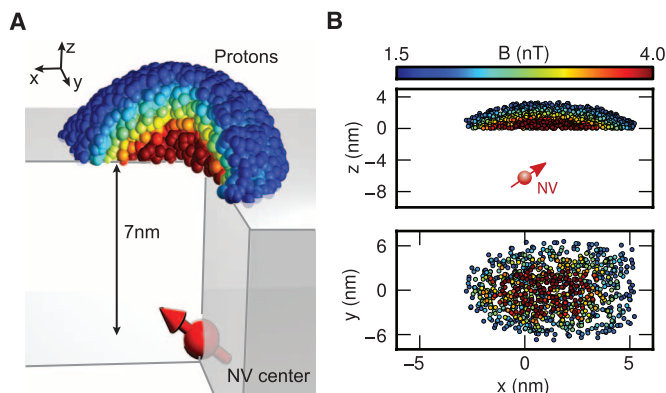 A
z
x
y
Protons
7nm
NV center
B
B (nT)
1.5
4.0
z (nm)
4
0
-4
-8
NV
y (nm)
6
0
-6
-5
0
5
x (nm)